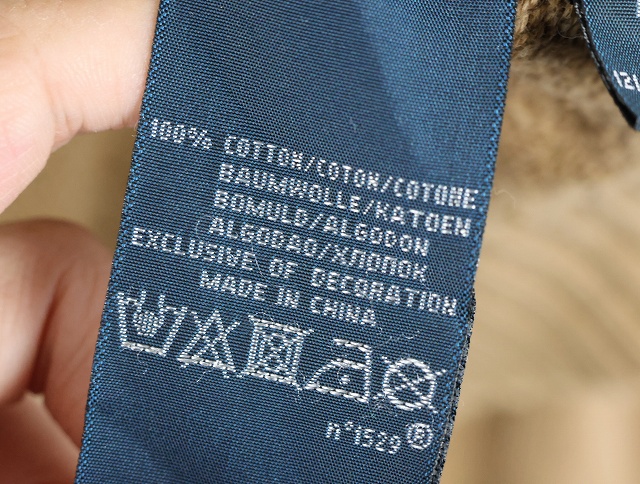 100% COTTON/COTON/COTONE
BAUMWOLLE/KATOEN
BOMULD/ALGODON
ALGODAO/ХЛОПОК
EXCLUSIVE OF DECORATION
MADE IN CHINA
n°1529 ®